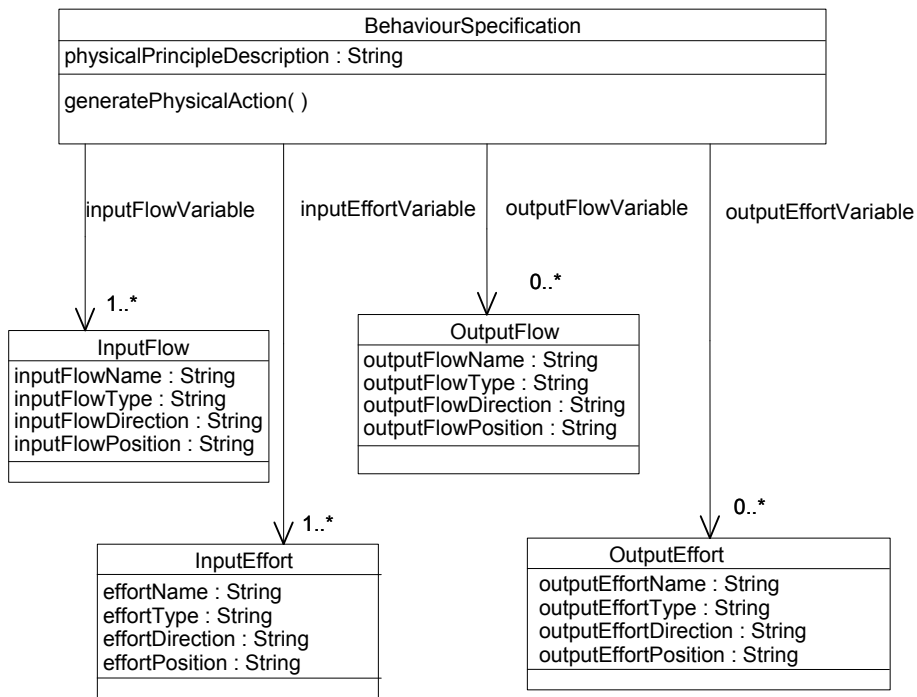 BehaviourSpecification
physicalPrincipleDescription : String
generatePhysicalAction( )
inputFlowVariable
inputEffortVariable
outputFlowVariable
outputEffortVariable
1..*
0..*
InputFlow
inputFlowName : String
inputFlowType : String
inputFlowDirection : String
inputFlowPosition : String
OutputFlow
outputFlowName : String
outputFlowType : String
outputFlowDirection : String
outputFlowPosition : String
1..*
0..*
InputEffort
effortName : String
effortType : String
effortDirection : String
effortPosition : String
OutputEffort
outputEffortName : String
outputEffortType : String
outputEffortDirection : String
outputEffortPosition : String